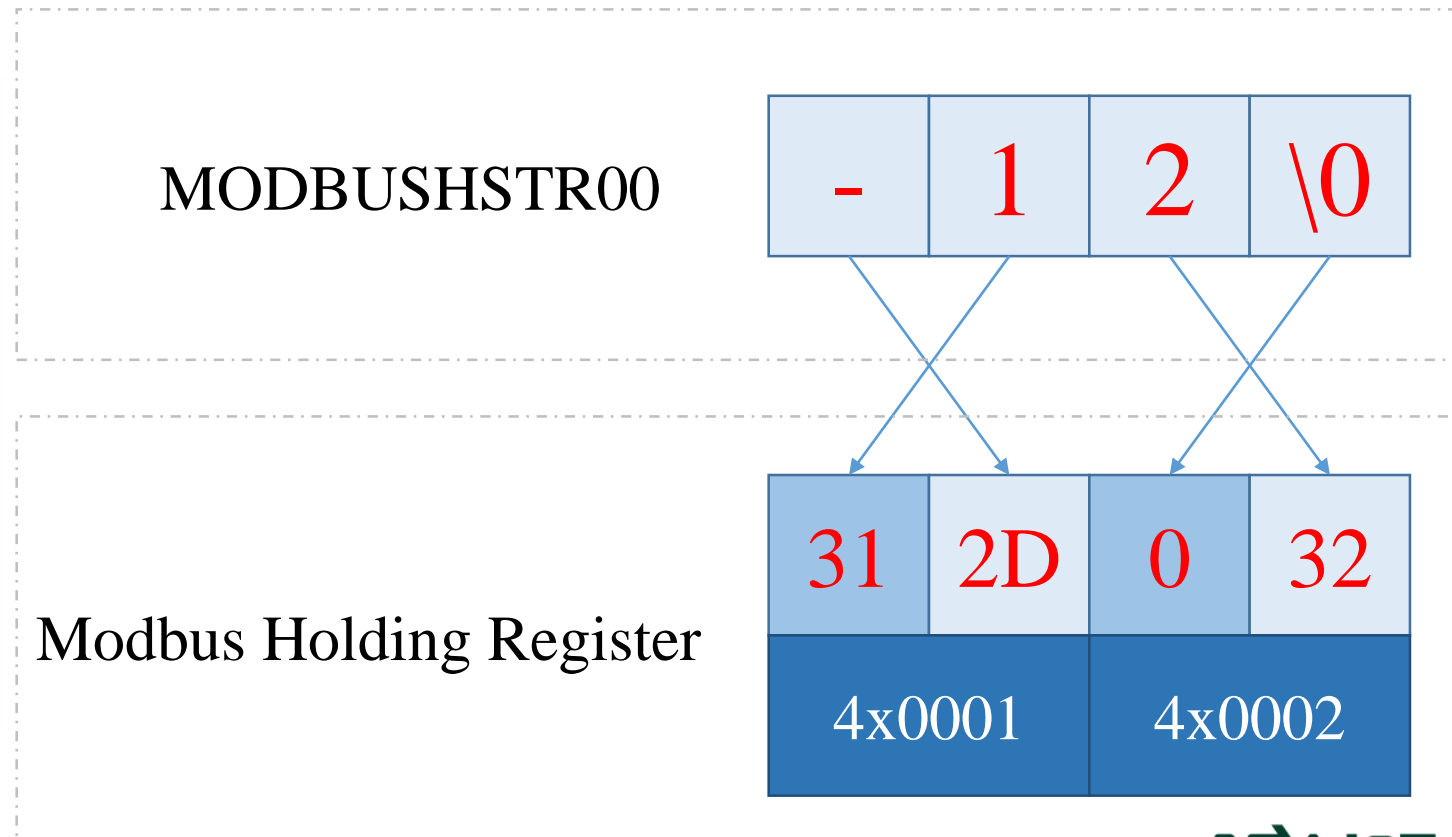 MODBUSHSTR00
- 1 2 \0
31 2D 0 32
Modbus Holding Register
4x0001 4x0002